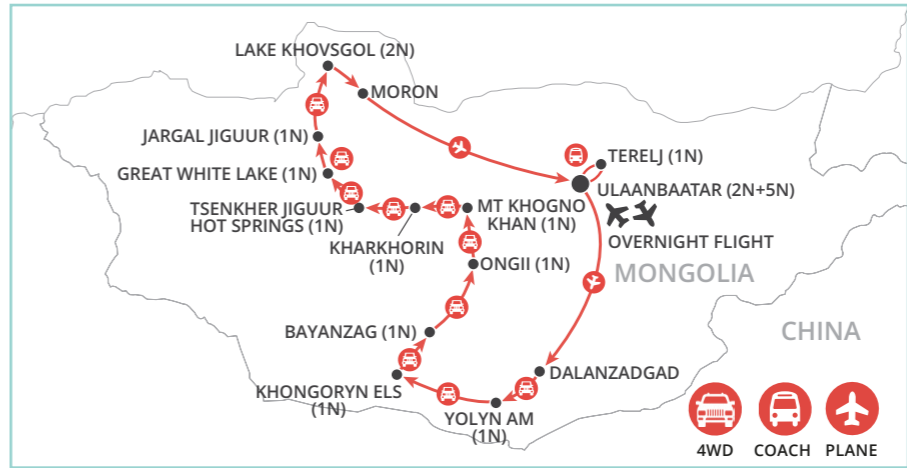 LAKE KHOVSGOL (2N)
MORON
JARGAL JIGUUR (1N)
TERELJ (1N)
GREAT WHITE LAKE (1N)
ULAANBAATAR (2N+5N)
TSENKHER JIGUUR
HOT SPRINGS (1N)
MT KHOGNO
KHAN (1N)
KHARKHORIN
(1N)
OVERNIGHT FLIGHT
ONGII (1N)
MONGOLIA
BAYANZAG (1N)
CHINA
DALANZADGAD
KHONGORYN ELS
(1N)
YOLYN AM
(1N)
4WD
COACH
PLANE